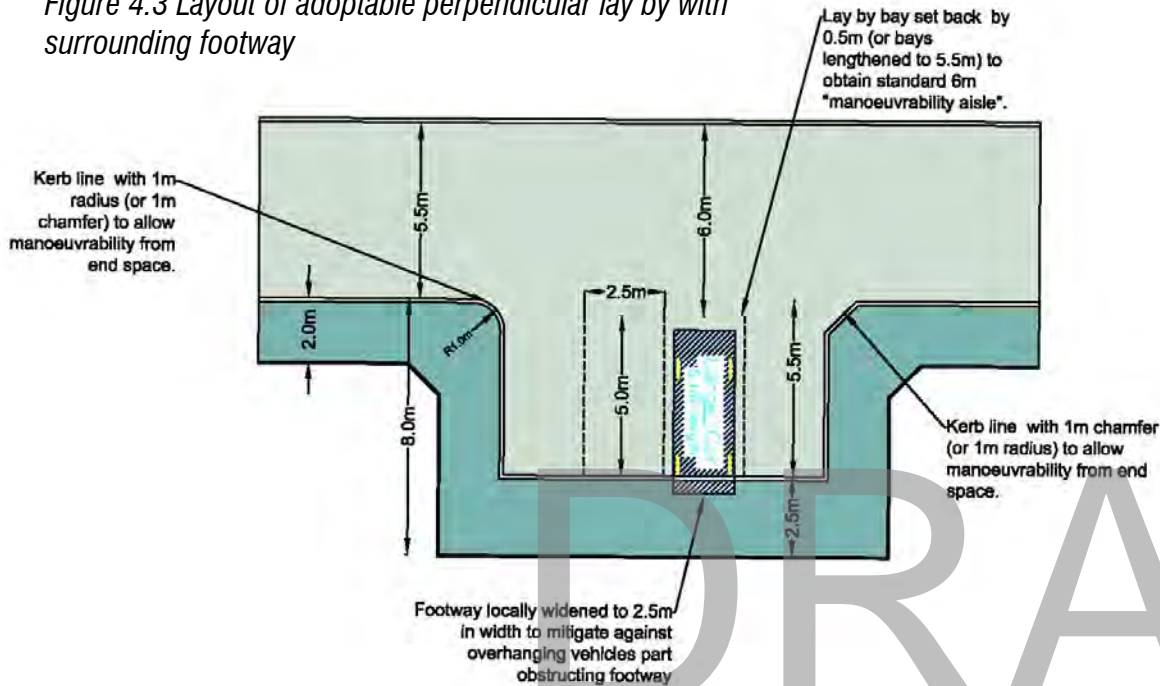 Figure 4.3 Layout of adoptable perpendicular lay by with
surrounding footway
Lay by bay set back by
0.5m (or bays
lengthened to 5.5m) to
obtain standard 6m
"manoeuvrability aisle".
Kerb line with 1m
radius (or 1m
chamfer) to allow
manoeuvrability from
end space.
5.5m
6.0m
2.0m
2.5m
R1.0m
5.0m
5.5m
8.0m
Kerb line with 1m chamfer
(or 1m radius) to allow
manoeuvrability from end
space.
2.5m
Footway locally widened to 2.5m
in width to mitigate against
overhanging vehicles part
obstructing footway
DRA